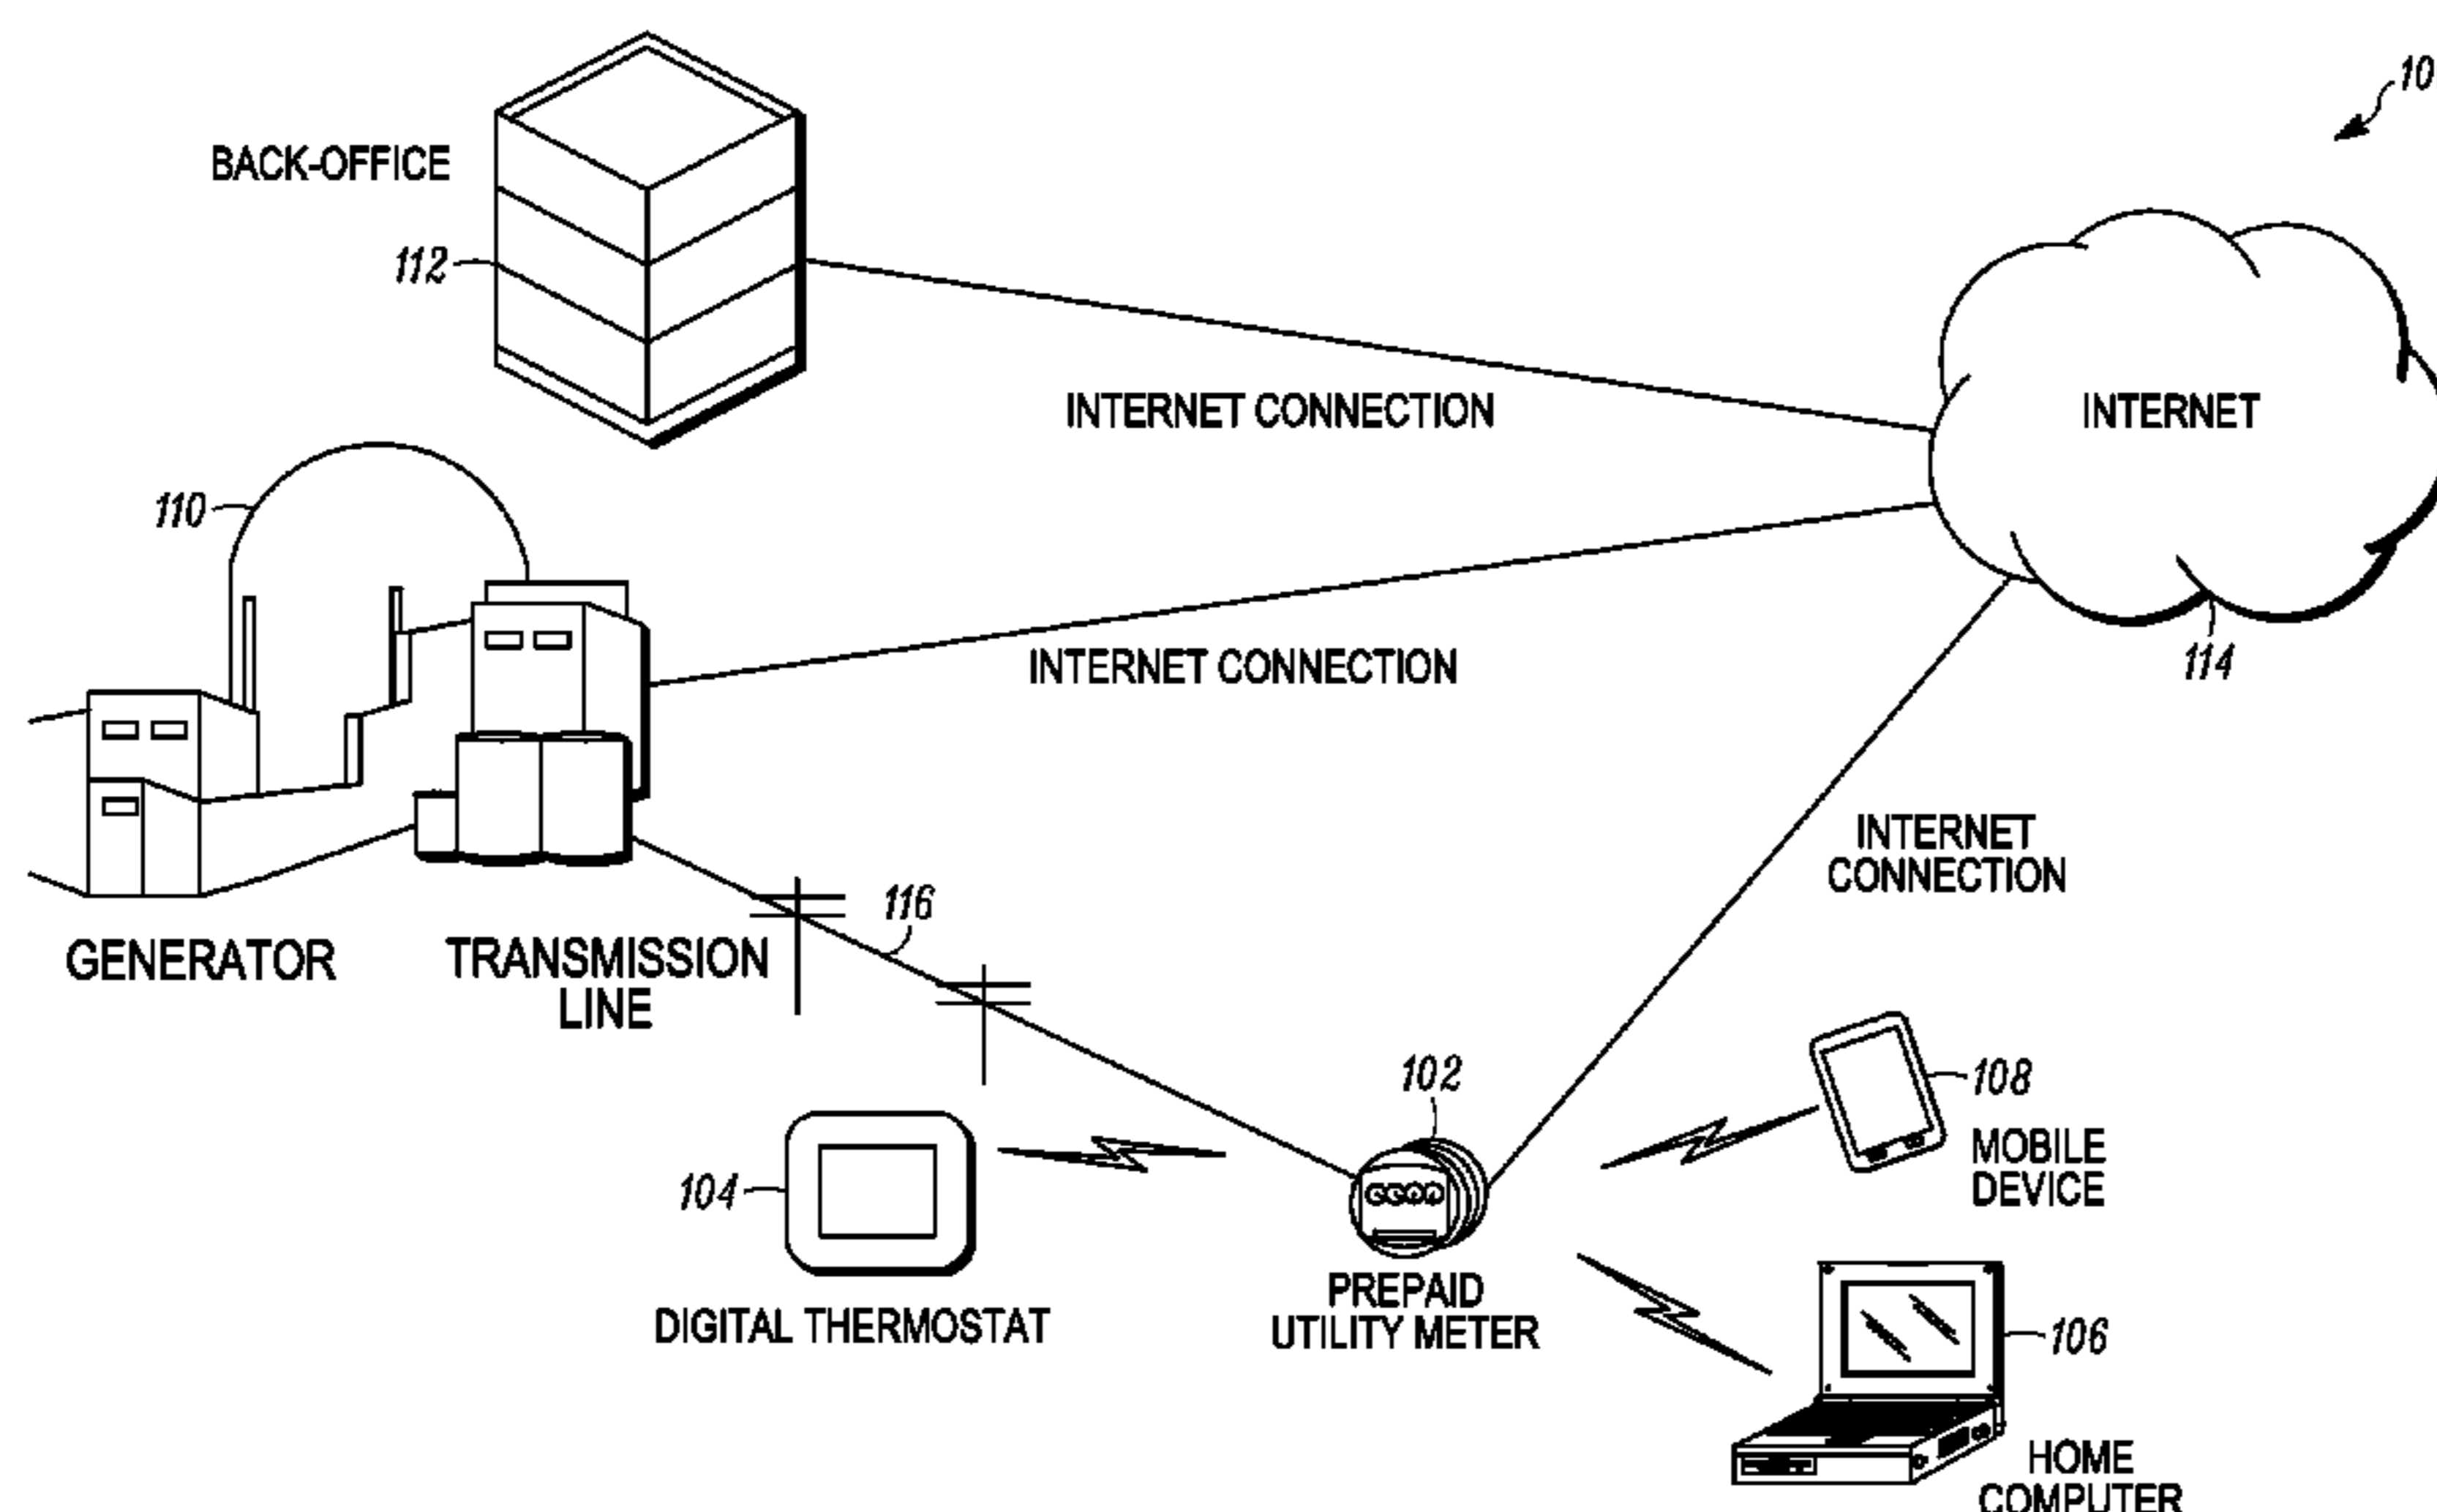 10
BACK-OFFICE
112
INTERNET CONNECTION
INTERNET
110
INTERNET CONNECTION
114
INTERNET
CONNECTION
116
GENERATOR
TRANSMISSION
LINE
102
108
MOBILE
DEVICE
104
PREPAID
UTILITY METER
DIGITAL THERMOSTAT
106
HOME
COMPUTER